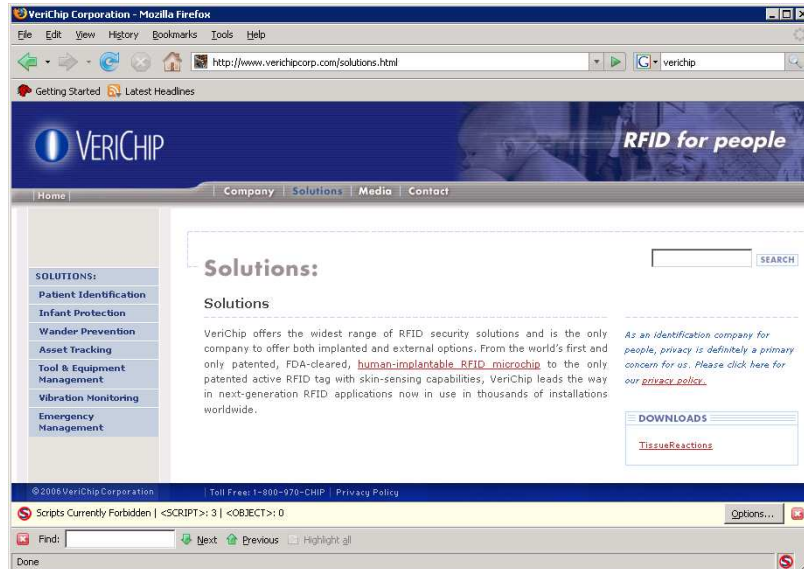 VeriChip Corporation - Mozilla Firefox
File Edit View History Bookmarks Tools Help
http://www.verichipcorp.com/solutions.html
G verichip
Getting Started Latest Headlines
VERICHIP
RFID for people
| Home |
| Company | Solutions | Media | Contact
Solutions:
SEARCH
SOLUTIONS:
Patient Identification
Infant Protection
Wander Prevention
Asset Tracking
Tool & Equipment
Management
Vibration Monitoring
Emergency
Management
Solutions
VeriChip offers the widest range of RFID security solutions and is the only
company to offer both implanted and external options. From the world's first and
only patented, FDA-cleared, human-implantable RFID microchip to the only
patented active RFID tag with skin-sensing capabilities, VeriChip leads the way
in next-generation RFID applications now in use in thousands of installations
worldwide.
As an identification company for
people, privacy is definitely a primary
concern for us. Please click here for
our privacy policy.
DOWNLOADS
TissueReactions
©2006 VeriChip Corporation
| Toll Free: 1-800-970-CHIP | Privacy Policy
Scripts Currently Forbidden | <SCRIPT>: 3 | <OBJECT>: 0
Options...
Find: Next Previous Highlight all
Done